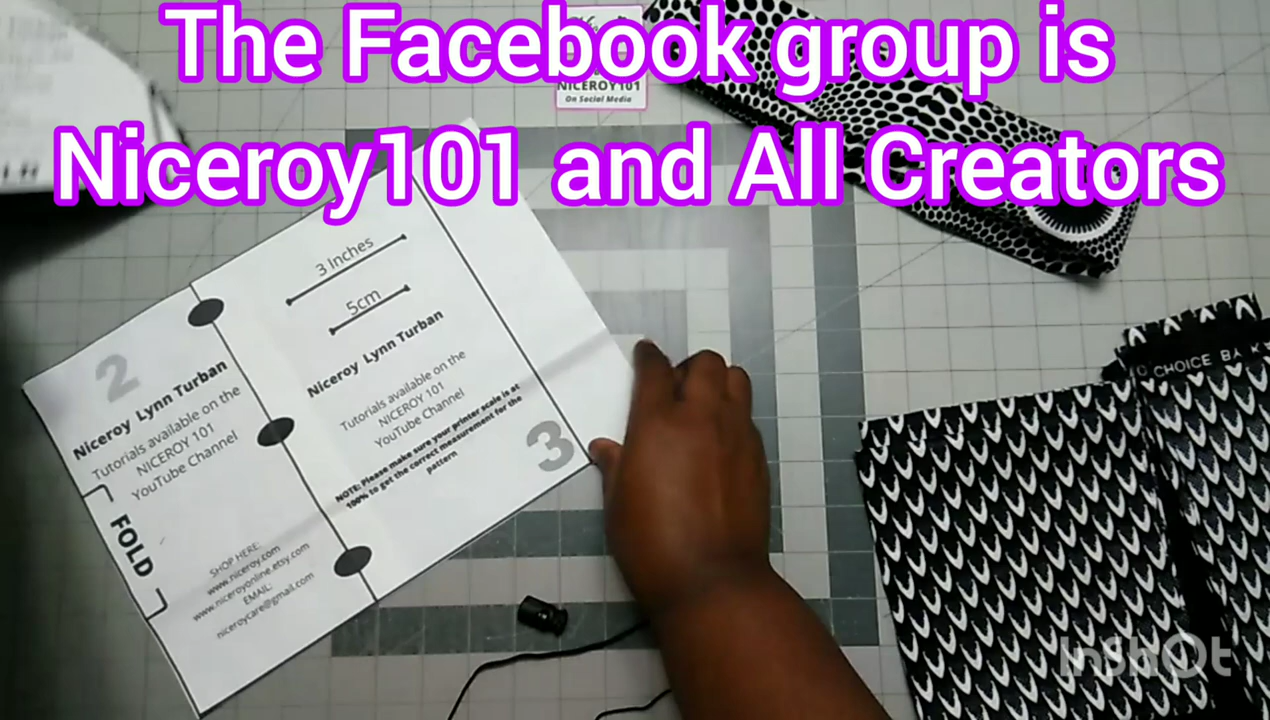 The Facebook group is
Niceroy101 and All Creators
NICEROY101
On Social Media
3 Inches
5cm
Niceroy Lynn Turban
Tutorials available on the
NICEROY 101
YouTube Channel
NOTE: Please make sure your printer scale is at
100% to get the correct measurement for the
pattern
3
2
Niceroy Lynn Turban
Tutorials available on the
NICEROY 101
YouTube Channel
FOLD
SHOP HERE:
www.niceroy.com
www.niceroyonline.etsy.com
EMAIL:
niceroycare@gmail.com
CHOICE
InShOt